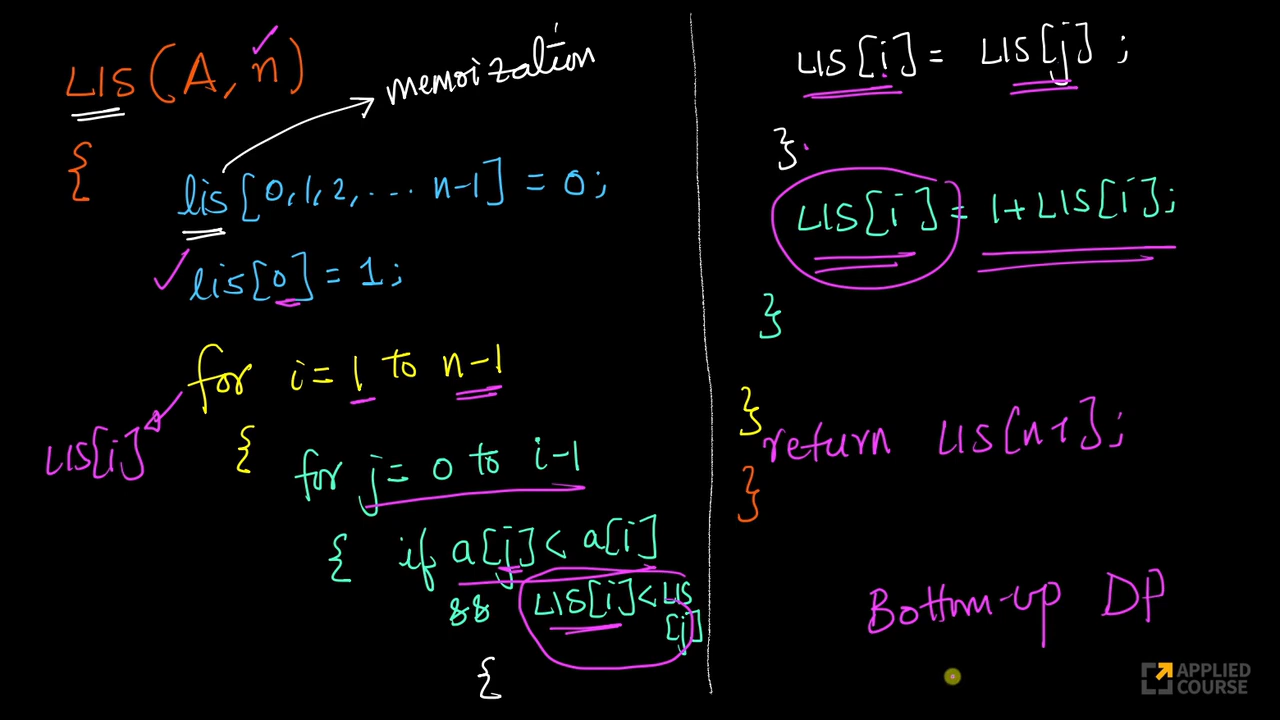 LIS(A, n)
memoization
{
lis[0,1,2,.... n-1] = 0;
lis[0] = 1;
for i = 1 to n-1
LIS[i]
{
for j = 0 to i-1
{ if a[j] < a[i]
&& LIS[i] < LIS
[j]
{
LIS[i] = LIS[j];
}
LIS[i] = 1+LIS[i];
}
}
return LIS[n-1];
}
Bottom-up DP
APPLIED
COURSE